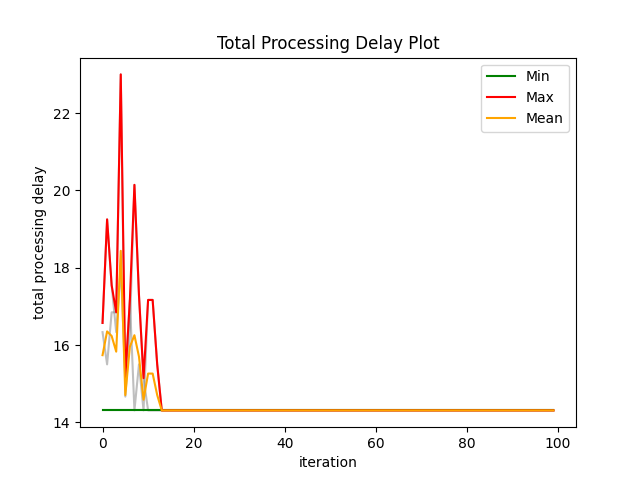 Total Processing Delay Plot
Min
Max
Mean
total processing delay
22
20
18
16
14
0
20
40
60
80
100
iteration